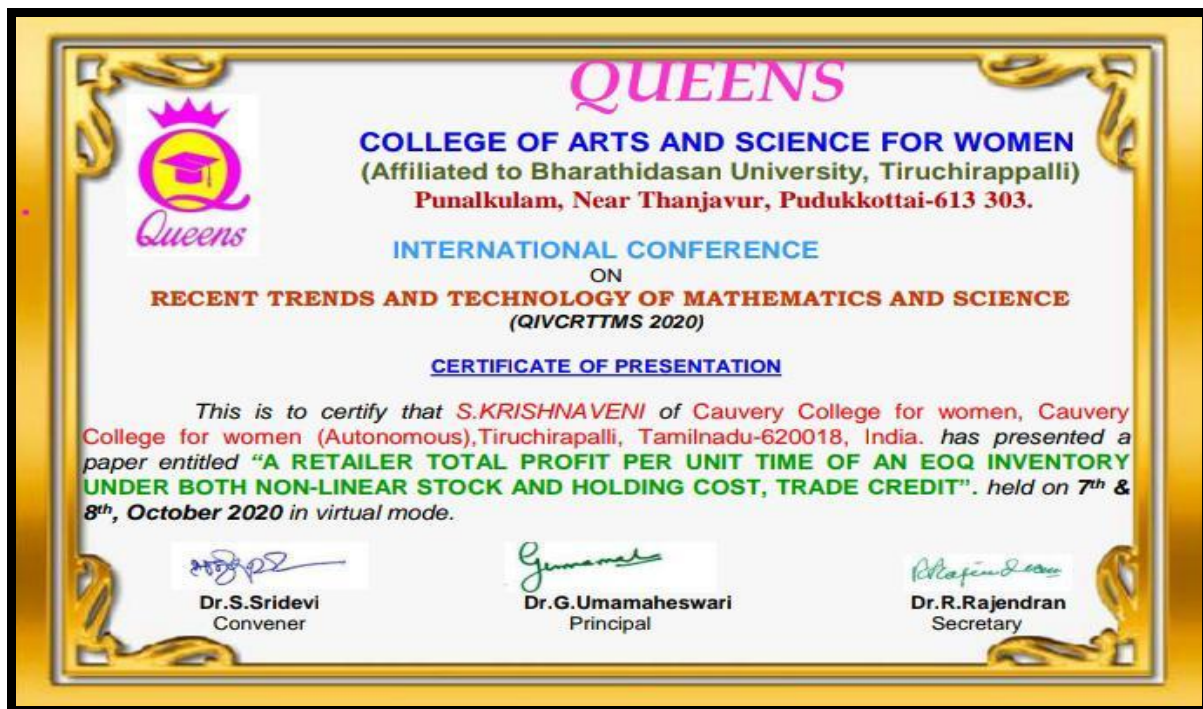 QUEENS
COLLEGE OF ARTS AND SCIENCE FOR WOMEN
(Affiliated to Bharathidasan University, Tiruchirappalli)
Punalkulam, Near Thanjavur, Pudukkottai-613 303.
Queens
INTERNATIONAL CONFERENCE
ON
RECENT TRENDS AND TECHNOLOGY OF MATHEMATICS AND SCIENCE
(QIVCRTTMS 2020)
CERTIFICATE OF PRESENTATION
This is to certify that S.KRISHNAVENI of Cauvery College for women, Cauvery
College for women (Autonomous),Tiruchirapalli, Tamilnadu-620018, India. has presented a
paper entitled “A RETAILER TOTAL PROFIT PER UNIT TIME OF AN EOQ INVENTORY
UNDER BOTH NON-LINEAR STOCK AND HOLDING COST, TRADE CREDIT”. held on 7th &
8th, October 2020 in virtual mode.
Dr.S.Sridevi Dr.G.Umamaheswari Dr.R.Rajendran
Convener Principal Secretary